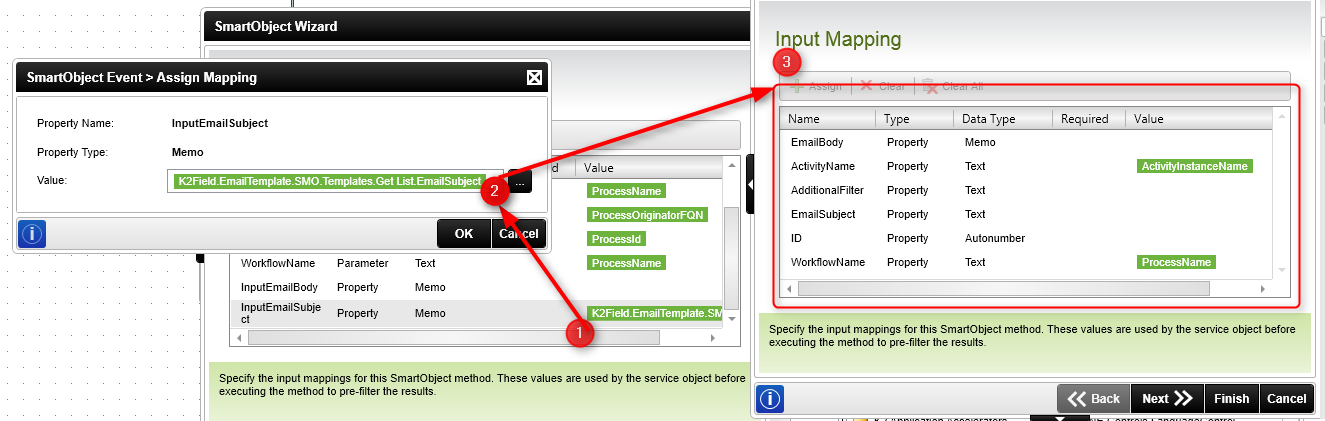 SmartObject Wizard
SmartObject Event > Assign Mapping
Property Name: InputEmailSubject
Property Type: Memo
Value: K2Field.EmailTemplate.SMO.Templates.Get List.EmailSubject ...
2
i OK Cancel
d Value
ProcessName
ProcessOriginatorFQN
ProcessId
WorkflowName Parameter Text ProcessName
InputEmailBody Property Memo
InputEmailSubje
ct Property Memo K2Field.EmailTemplate.SM
1
Specify the input mappings for this SmartObject method. These values are used by the service object before
executing the method to pre-filter the results.
Input Mapping
3
Assign Clear Clear All
Name Type Data Type Required Value
EmailBody Property Memo
ActivityName Property Text ActivityInstanceName
AdditionalFilter Property Text
EmailSubject Property Text
ID Property Autonumber
WorkflowName Property Text ProcessName
Specify the input mappings for this SmartObject method. These values are used by the service object before
executing the method to pre-filter the results.
i Back Next Finish Cancel